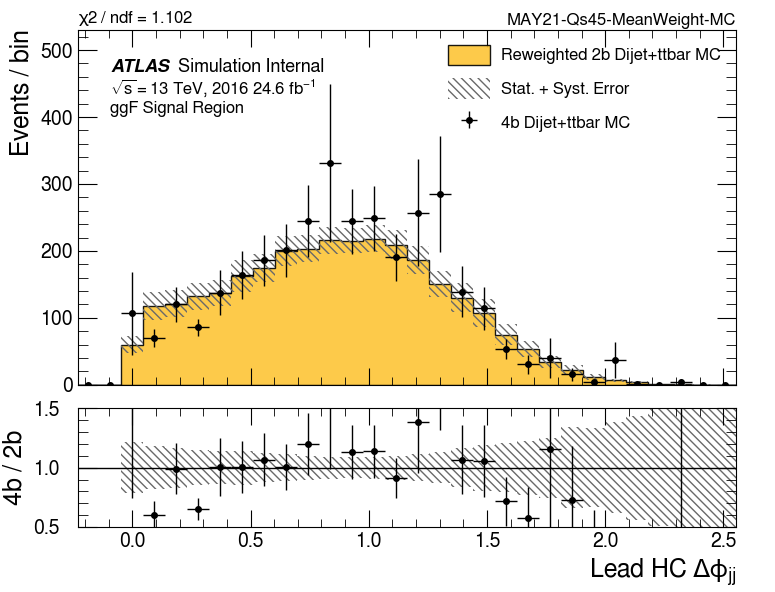 χ2 / ndf = 1.102
MAY21-Qs45-MeanWeight-MC
ATLAS Simulation Internal
√s = 13 TeV, 2016 24.6 fb⁻¹
ggF Signal Region
Reweighted 2b Dijet+ttbar MC
Stat. + Syst. Error
4b Dijet+ttbar MC
Events / bin
500
400
300
200
100
0
4b / 2b
1.5
1.0
0.5
0.0 0.5 1.0 1.5 2.0 2.5
Lead HC Δϕjj